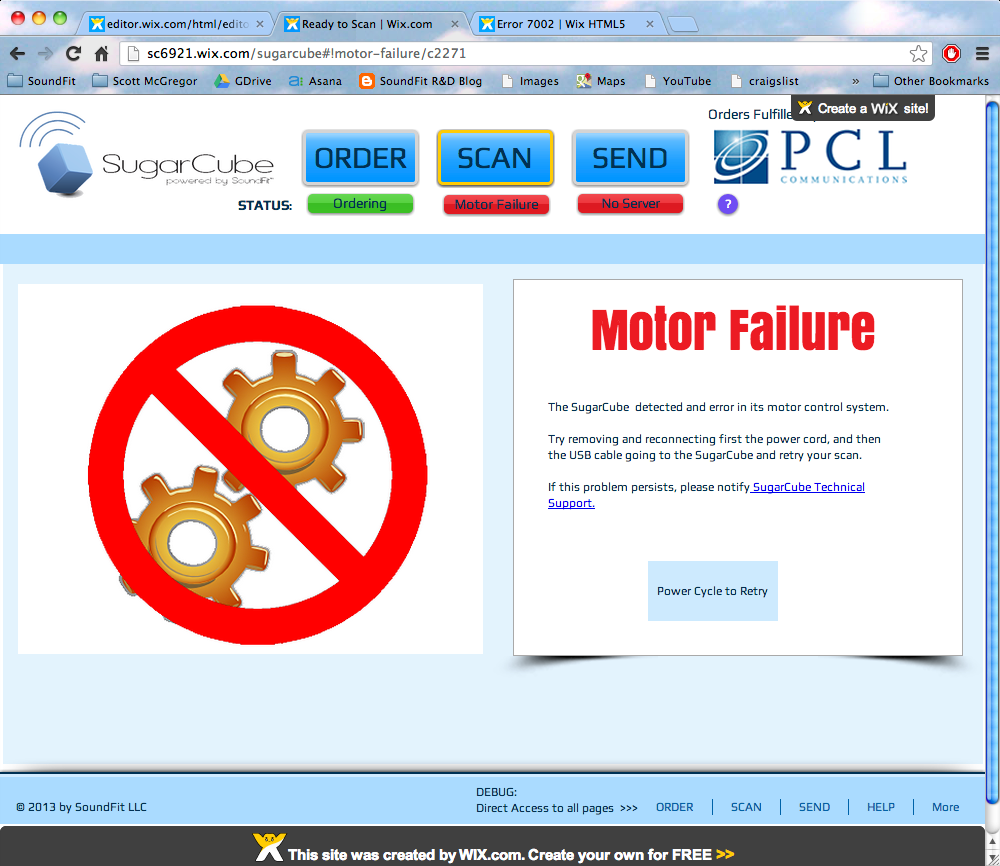 editor.wix.com/html/edito
Ready to Scan | Wix.com
Error 7002 | Wix HTML5
sc6921.wix.com/sugarcube#!motor-failure/c2271
SoundFit
Scott McGregor
GDrive
Asana
SoundFit R&D Blog
Images
Maps
YouTube
craigslist
»
Other Bookmarks
Orders Fulfille
Create a WiX site!
SugarCube
powered by SoundFit
ORDER
SCAN
SEND
PCL
COMMUNICATIONS
STATUS:
Ordering
Motor Failure
No Server
?
Motor Failure
The SugarCube  detected and error in its motor control system.
Try removing and reconnecting first the power cord, and then
the USB cable going to the SugarCube and retry your scan.
If this problem persists, please notify SugarCube Technical
Support.
Power Cycle to Retry
© 2013 by SoundFit LLC
DEBUG:
Direct Access to all pages  >>>
ORDER
SCAN
SEND
HELP
More
This site was created by WIX.com. Create your own for FREE >>